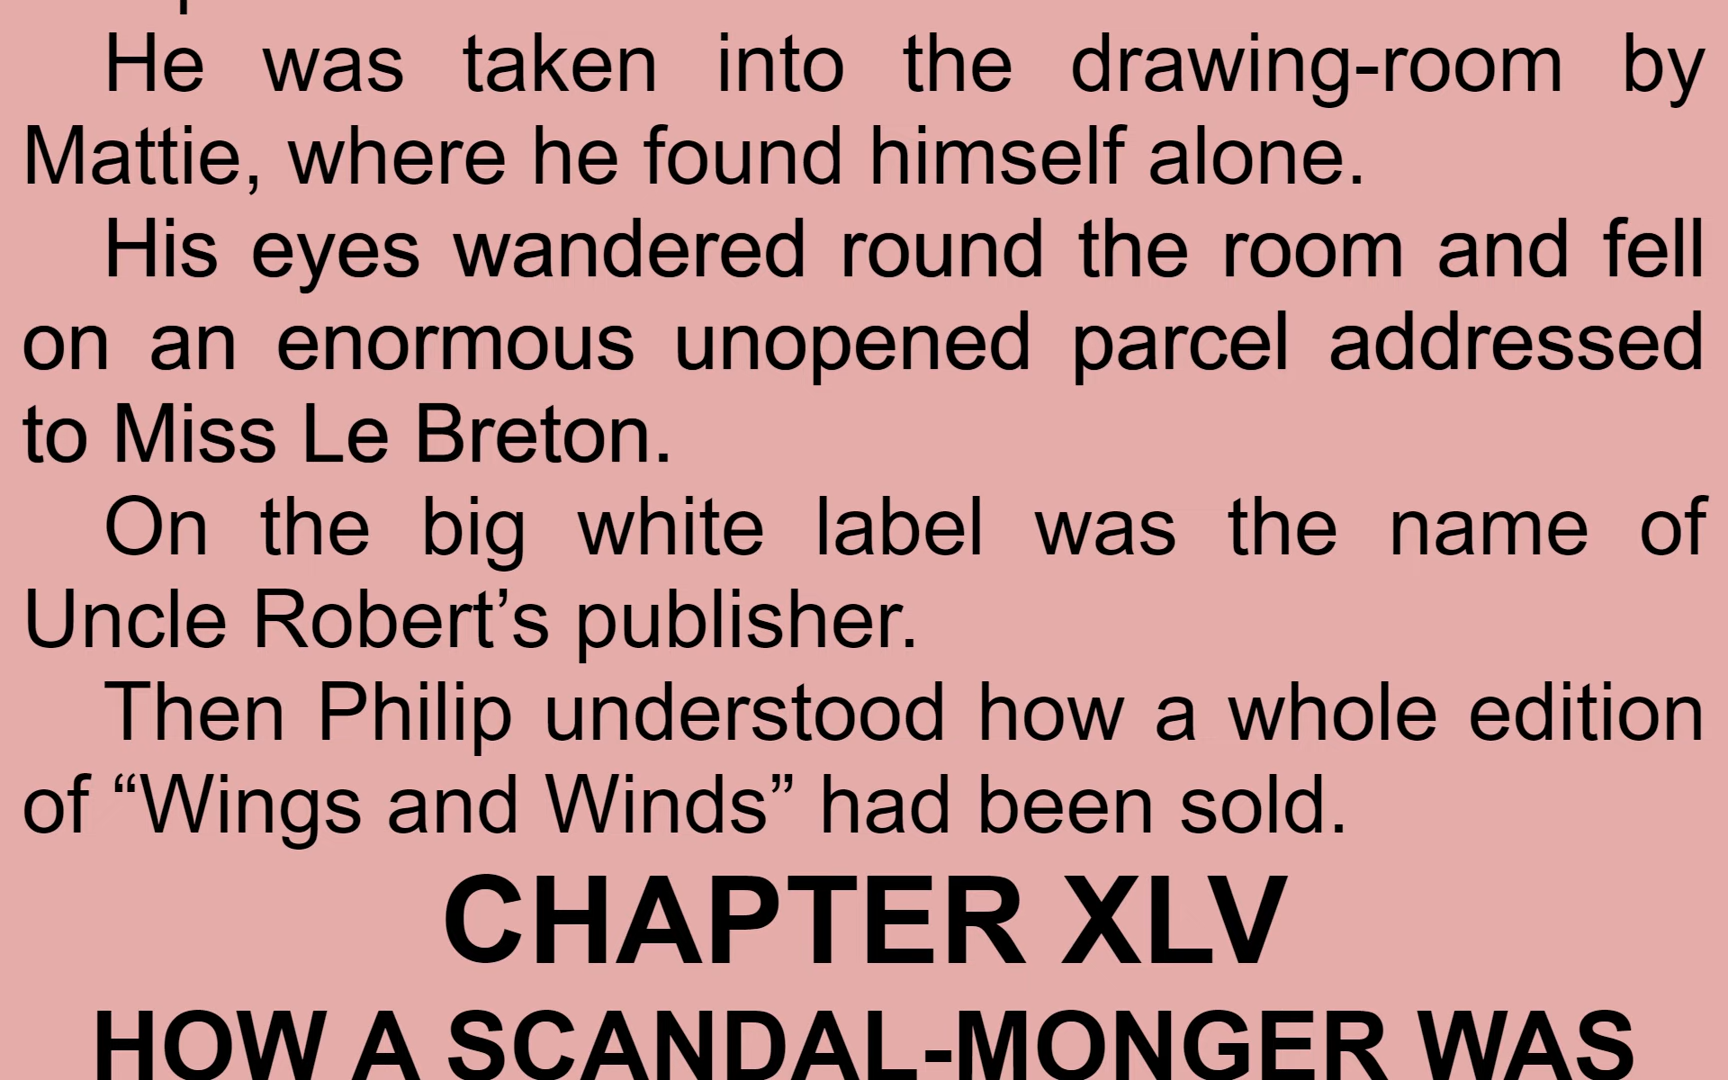 He was taken into the drawing-room by
Mattie, where he found himself alone.
His eyes wandered round the room and fell
on an enormous unopened parcel addressed
to Miss Le Breton.
On the big white label was the name of
Uncle Robert’s publisher.
Then Philip understood how a whole edition
of “Wings and Winds” had been sold.
CHAPTER XLV
HOW A SCANDAL-MONGER WAS